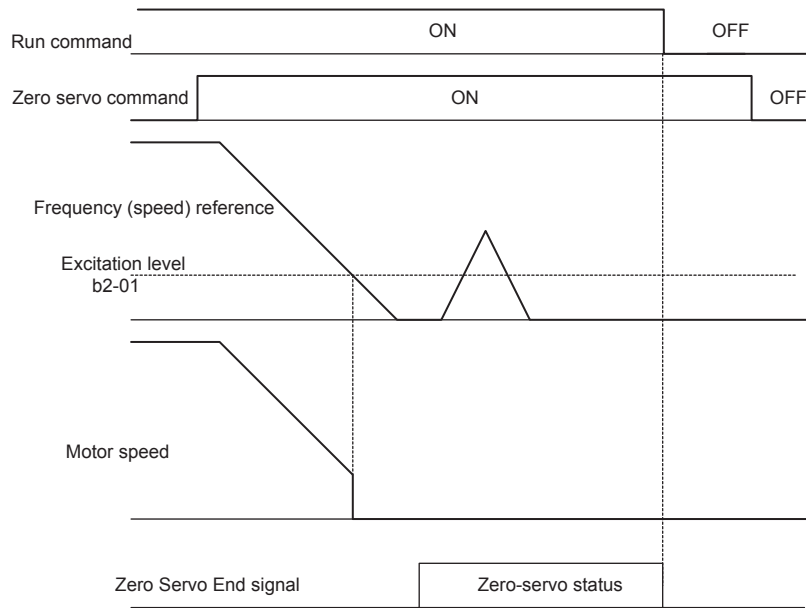 Run command
ON
OFF
Zero servo command
ON
OFF
Frequency (speed) reference
Excitation level
b2-01
Motor speed
Zero Servo End signal
Zero-servo status